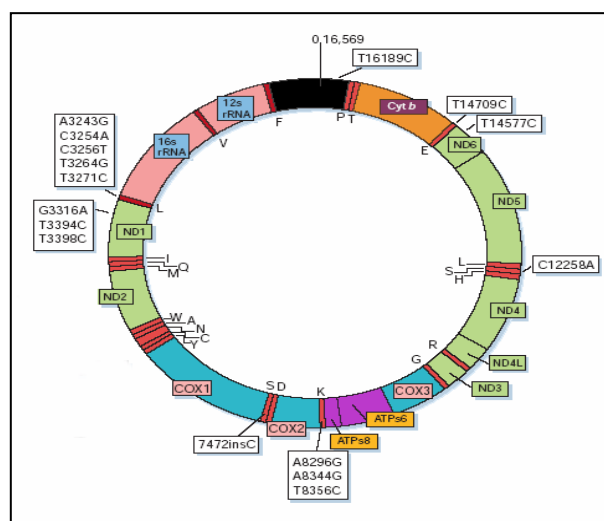 0,16,569
T16189C
12s
rRNA
Cyt b
T14709C
T14577C
A3243G
C3254A
C3256T
T3264G
T3271C
16s
rRNA
F
P T
V
E
ND6
L
G3316A
T3394C
T3398C
ND1
ND5
I
Q
M
L
S
H
C12258A
ND2
ND4
W
A
N
C
Y
R
G
ND4L
ND3
COX3
COX1
S D
K
ATPs6
COX2
ATPs8
7472insC
A8296G
A8344G
T8356C